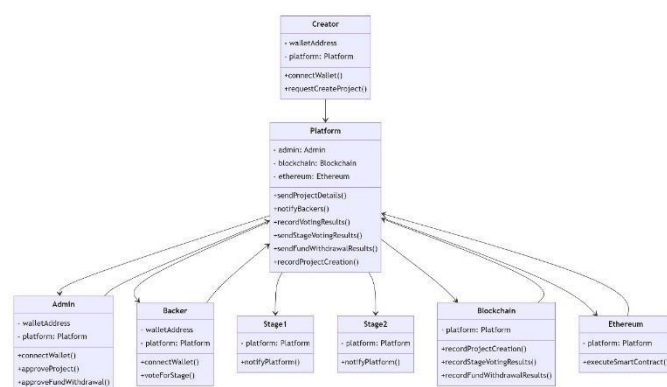 Creator
- walletAddress
- platform: Platform
+connectWallet()
+requestCreateProject()
Platform
- admin: Admin
- blockchain: Blockchain
- ethereum: Ethereum
+sendProjectDetails()
+notifyBackers()
+recordVotingResults()
+sendStageVotingResults()
+sendFundWithdrawalResults()
+recordProjectCreation()
Admin
- walletAddress
- platform: Platform
+connectWallet()
+approveProject()
+approveFundWithdrawal()
Backer
- walletAddress
- platform: Platform
+connectWallet()
+voteForStage()
Stage1
- platform: Platform
+notifyPlatform()
Stage2
- platform: Platform
+notifyPlatform()
Blockchain
- platform: Platform
+recordProjectCreation()
+recordStageVotingResults()
+recordFundWithdrawalResults()
Ethereum
- platform: Platform
+executeSmartContract()